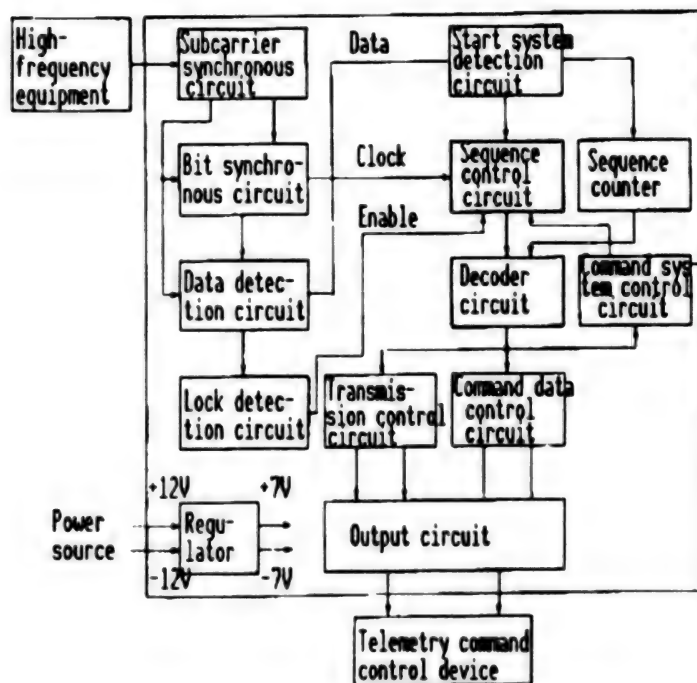 High-
frequency
equipment
Subcarrier
synchronous
circuit
Data
Start system
detection
circuit
Bit synchro-
nous circuit
Clock
Sequence
control
circuit
Sequence
counter
Enable
Data detec-
tion circuit
Decoder
circuit
Command sys
tem control
circuit
Lock detec-
tion circuit
Transmis-
sion control
circuit
Command data
control
circuit
+12V
+7V
Power
source
Regu-
lator
-12V
-7V
Output circuit
Telemetry command
control device